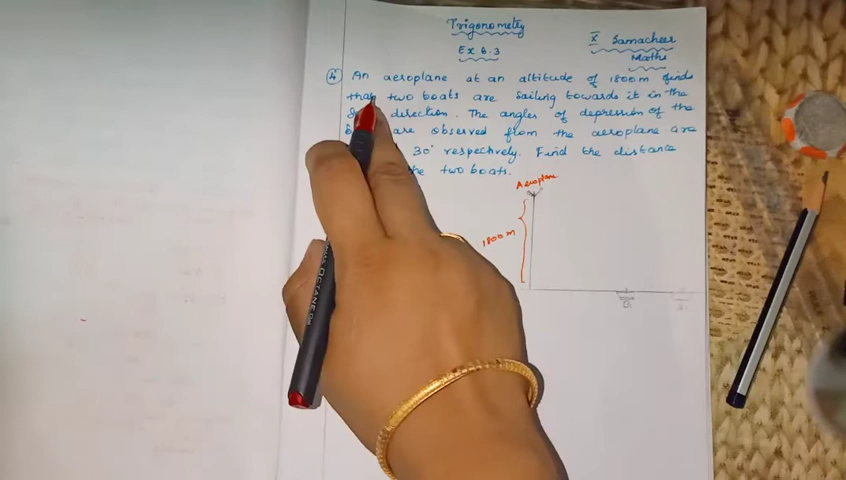 Trigonometry
Ex 6.3
X Samacheer
Maths
4 An aeroplane at an altitude of 1800m finds
that two boats are sailing towards it in the
direction. The angles of depression of the
are observed from the aeroplane are
30° respectively. Find the distance
the two boats.
Aeroplane
1800 m